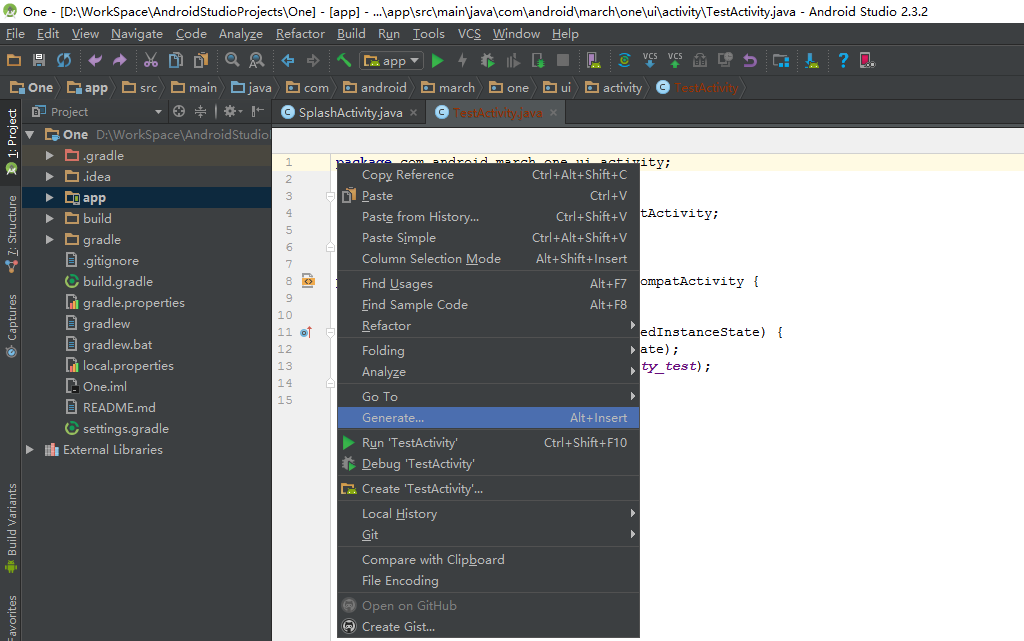 One - [D:\WorkSpace\AndroidStudioProjects\One] - [app] - ...\app\src\main\java\com\android\march\one\ui\activity\TestActivity.java - Android Studio 2.3.2
File Edit View Navigate Code Analyze Refactor Build Run Tools VCS Window Help
app
VCS VCS
One app src main java com android march one ui activity TestActivity
1: Project
7: Structure
Captures
Build Variants
avorites
Project
One D:\WorkSpace\AndroidStudioI
.gradle
.idea
app
build
gradle
.gitignore
build.gradle
gradle.properties
gradlew
gradlew.bat
local.properties
One.iml
README.md
settings.gradle
External Libraries
SplashActivity.java TestActivity.java
1 package com.android.march.one.ui.activity;
2
3
4 tActivity;
5
6
7
8 ompatActivity {
9
10
11 edInstanceState) {
12 ate);
13 ty_test);
14
15
Copy Reference Ctrl+Alt+Shift+C
Paste Ctrl+V
Paste from History... Ctrl+Shift+V
Paste Simple Ctrl+Alt+Shift+V
Column Selection Mode Alt+Shift+Insert
Find Usages Alt+F7
Find Sample Code Alt+F8
Refactor
Folding
Analyze
Go To
Generate... Alt+Insert
Run 'TestActivity' Ctrl+Shift+F10
Debug 'TestActivity'
Create 'TestActivity'...
Local History
Git
Compare with Clipboard
File Encoding
Open on GitHub
Create Gist...